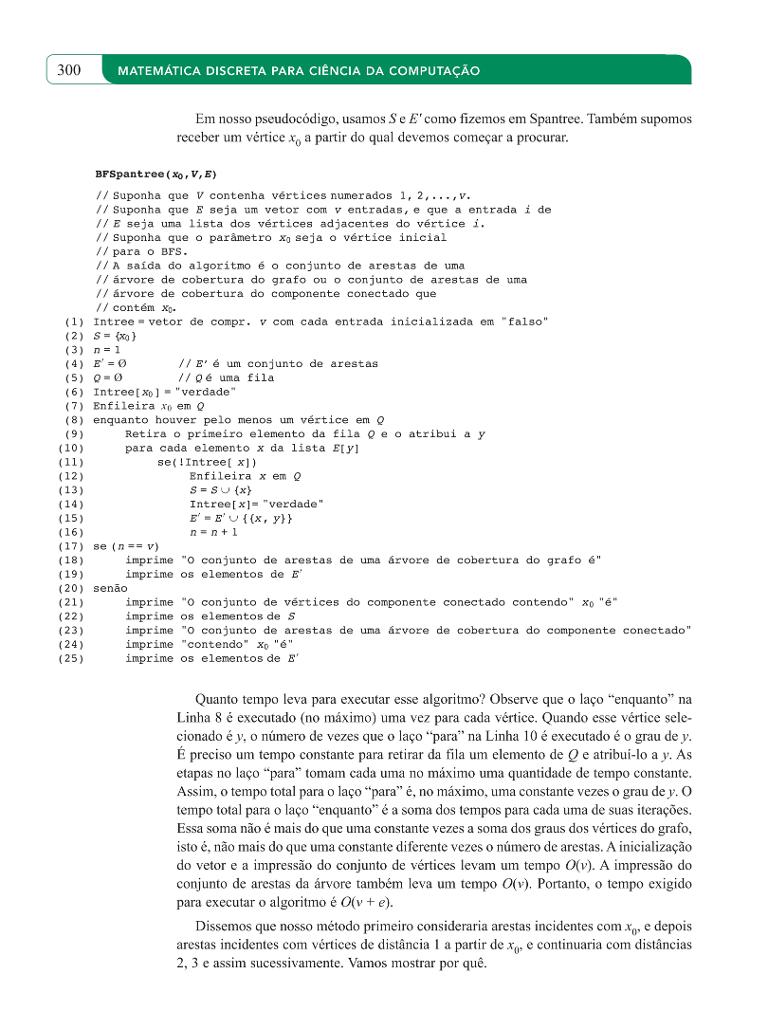 300
MATEMÁTICA DISCRETA PARA CIÊNCIA DA COMPUTAÇÃO
Em nosso pseudocódigo, usamos S e E' como fizemos em Spantree. Também supomos
receber um vértice x₀ a partir do qual devemos começar a procurar.
BFSpantree(x₀,V,E)
// Suponha que V contenha vértices numerados 1, 2,...,v.
// Suponha que E seja um vetor com v entradas, e que a entrada i de
// E seja uma lista dos vértices adjacentes do vértice i.
// Suponha que o parâmetro x₀ seja o vértice inicial
// para o BFS.
// A saída do algoritmo é o conjunto de arestas de uma
// árvore de cobertura do grafo ou o conjunto de arestas de uma
// árvore de cobertura do componente conectado que
// contém x₀.
(1) Intree = vetor de compr. v com cada entrada inicializada em "falso"
(2) S = {x₀}
(3) n = 1
(4) E' = Ø // E' é um conjunto de arestas
(5) Q = Ø // Q é uma fila
(6) Intree[x₀] = "verdade"
(7) Enfileira x₀ em Q
(8) enquanto houver pelo menos um vértice em Q
(9) Retira o primeiro elemento da fila Q e o atribui a y
(10) para cada elemento x da lista E[y]
(11) se(!Intree[ x])
(12) Enfileira x em Q
(13) S = S ∪ {x}
(14) Intree[x]= "verdade"
(15) E' = E' ∪ {{x, y}}
(16) n = n + 1
(17) se (n == v)
(18) imprime "O conjunto de arestas de uma árvore de cobertura do grafo é"
(19) imprime os elementos de E'
(20) senão
(21) imprime "O conjunto de vértices do componente conectado contendo" x₀ "é"
(22) imprime os elementos de S
(23) imprime "O conjunto de arestas de uma árvore de cobertura do componente conectado"
(24) imprime "contendo" x₀ "é"
(25) imprime os elementos de E'
Quanto tempo leva para executar esse algoritmo? Observe que o laço “enquanto” na
Linha 8 é executado (no máximo) uma vez para cada vértice. Quando esse vértice sele-
cionado é y, o número de vezes que o laço “para” na Linha 10 é executado é o grau de y.
É preciso um tempo constante para retirar da fila um elemento de Q e atribuí-lo a y. As
etapas no laço “para” tomam cada uma no máximo uma quantidade de tempo constante.
Assim, o tempo total para o laço “para” é, no máximo, uma constante vezes o grau de y. O
tempo total para o laço “enquanto” é a soma dos tempos para cada uma de suas iterações.
Essa soma não é mais do que uma constante vezes a soma dos graus dos vértices do grafo,
isto é, não mais do que uma constante diferente vezes o número de arestas. A inicialização
do vetor e a impressão do conjunto de vértices levam um tempo O(v). A impressão do
conjunto de arestas da árvore também leva um tempo O(v). Portanto, o tempo exigido
para executar o algoritmo é O(v + e).
Dissemos que nosso método primeiro consideraria arestas incidentes com x₀, e depois
arestas incidentes com vértices de distância 1 a partir de x₀, e continuaria com distâncias
2, 3 e assim sucessivamente. Vamos mostrar por quê.